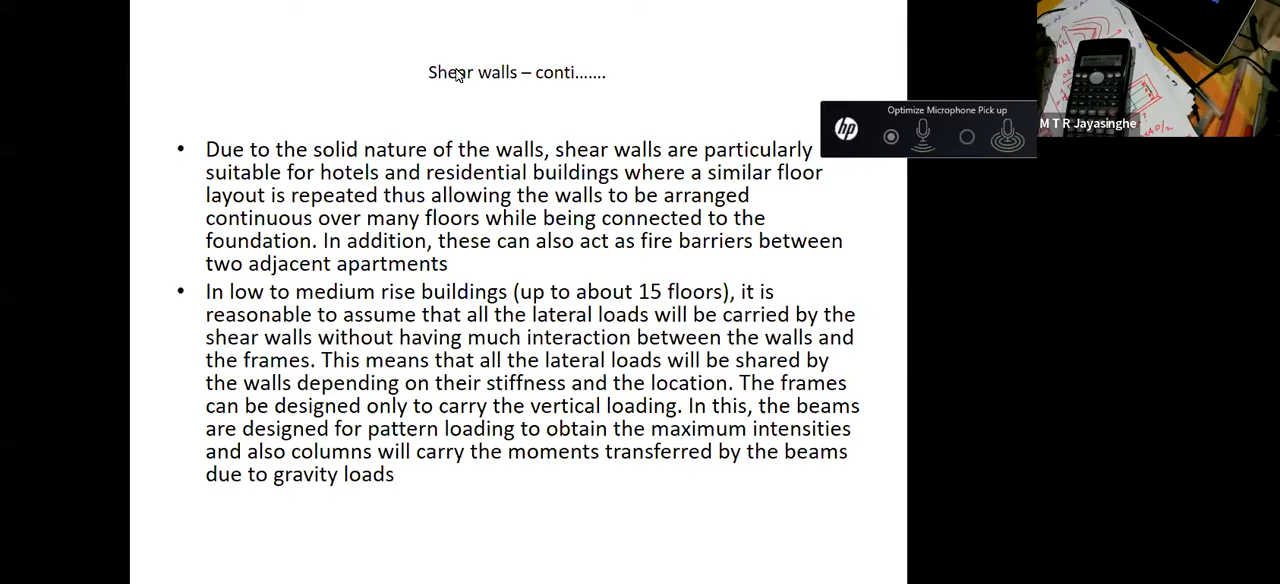 Shear walls – conti.......
Optimize Microphone Pick up
hp
M T R Jayasinghe
• Due to the solid nature of the walls, shear walls are particularly
suitable for hotels and residential buildings where a similar floor
layout is repeated thus allowing the walls to be arranged
continuous over many floors while being connected to the
foundation. In addition, these can also act as fire barriers between
two adjacent apartments
• In low to medium rise buildings (up to about 15 floors), it is
reasonable to assume that all the lateral loads will be carried by the
shear walls without having much interaction between the walls and
the frames. This means that all the lateral loads will be shared by
the walls depending on their stiffness and the location. The frames
can be designed only to carry the vertical loading. In this, the beams
are designed for pattern loading to obtain the maximum intensities
and also columns will carry the moments transferred by the beams
due to gravity loads